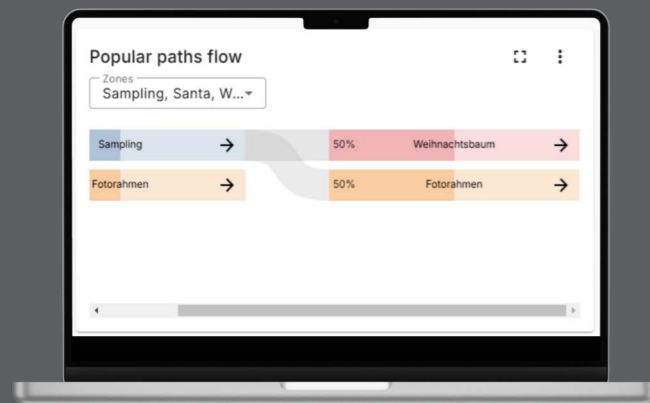 Popular paths flow
Zones
Sampling, Santa, W...
Sampling
50%
Weihnachtsbaum
Fotorahmen
50%
Fotorahmen